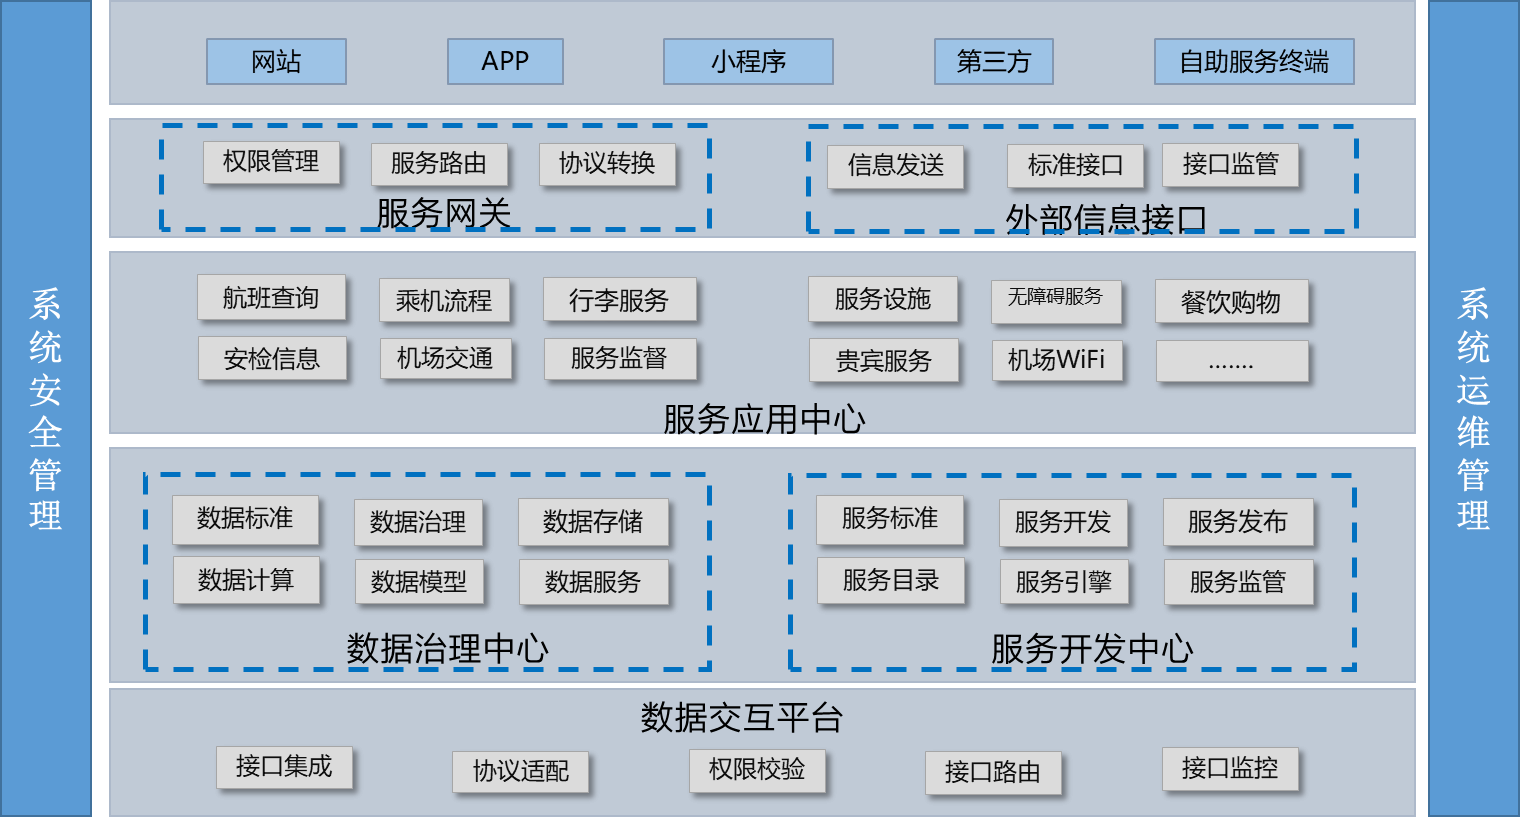 网站
APP
小程序
第三方
自助服务终端
权限管理
服务路由
协议转换
服务网关
信息发送
标准接口
接口监管
外部信息接口
航班查询
乘机流程
行李服务
服务设施
无障碍服务
餐饮购物
安检信息
机场交通
服务监督
贵宾服务
机场WiFi
.......
服务应用中心
数据标准
数据治理
数据存储
数据计算
数据模型
数据服务
数据治理中心
服务标准
服务开发
服务发布
服务目录
服务引擎
服务监管
服务开发中心
数据交互平台
接口集成
协议适配
权限校验
接口路由
接口监控
系统安全管理
系统运维管理